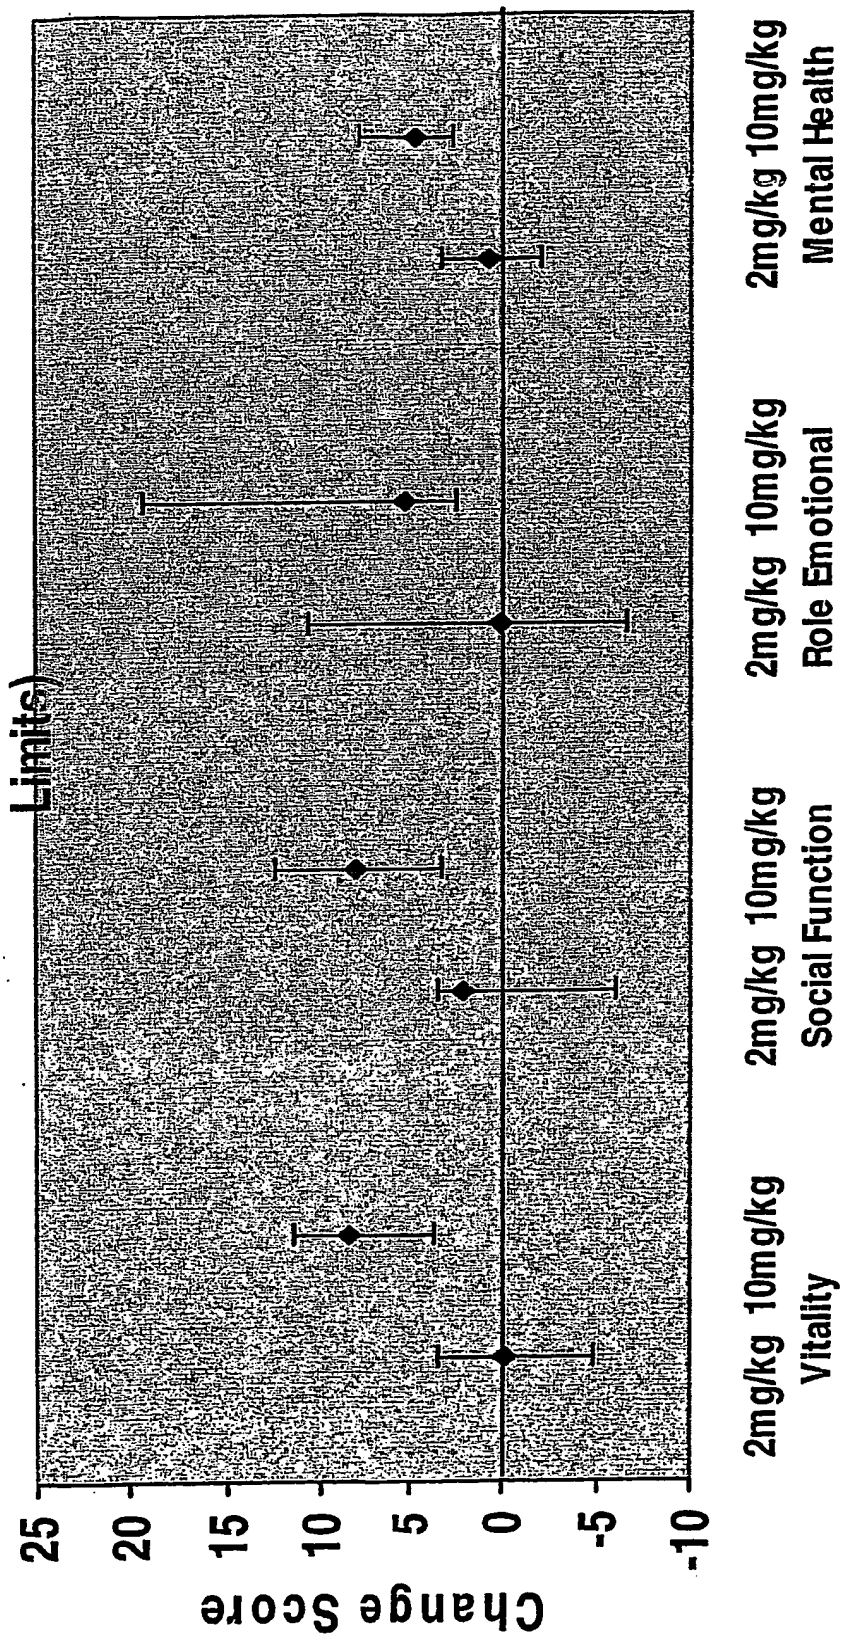 Limits)
Change Score
25
20
15
10
5
0
-5
-10
2mg/kg 10mg/kg
Vitality
2mg/kg 10mg/kg
Social Function
2mg/kg 10mg/kg
Role Emotional
2mg/kg 10mg/kg
Mental Health